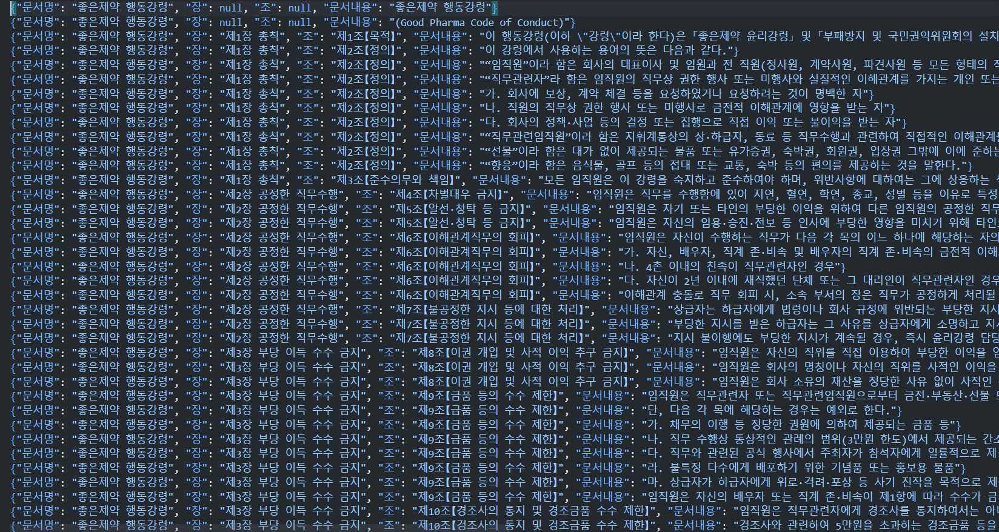 {"문서명": "좋은제약 행동강령", "장": null, "조": null, "문서내용": "좋은제약 행동강령"}
{"문서명": "좋은제약 행동강령", "장": null, "조": null, "문서내용": "(Good Pharma Code of Conduct)"}
{"문서명": "좋은제약 행동강령", "장": "제1장 총칙", "조": "제1조【목적】", "문서내용": "이 행동강령(이하 \"강령\"이라 한다)은「좋은제약 윤리강령」및「부패방지 및 국민권익위원회의 설치
{"문서명": "좋은제약 행동강령", "장": "제1장 총칙", "조": "제2조【정의】", "문서내용": "이 강령에서 사용하는 용어의 뜻은 다음과 같다."}
{"문서명": "좋은제약 행동강령", "장": "제1장 총칙", "조": "제2조【정의】", "문서내용": "“임직원”이라 함은 회사의 대표이사 및 임원과 전 직원(정사원, 계약사원, 파견사원 등 모든 형태의
{"문서명": "좋은제약 행동강령", "장": "제1장 총칙", "조": "제2조【정의】", "문서내용": "“직무관련자”라 함은 임직원의 직무상 권한 행사 또는 미행사와 실질적인 이해관계를 가지는 개인 또는
{"문서명": "좋은제약 행동강령", "장": "제1장 총칙", "조": "제2조【정의】", "문서내용": "가. 회사에 보상, 계약 체결 등을 요청하였거나 요청하려는 것이 명백한 자"}
{"문서명": "좋은제약 행동강령", "장": "제1장 총칙", "조": "제2조【정의】", "문서내용": "나. 직원의 직무상 권한 행사 또는 미행사로 금전적 이해관계에 영향을 받는 자"}
{"문서명": "좋은제약 행동강령", "장": "제1장 총칙", "조": "제2조【정의】", "문서내용": "다. 회사의 정책·사업 등의 결정 또는 집행으로 직접 이익 또는 불이익을 받는 자"}
{"문서명": "좋은제약 행동강령", "장": "제1장 총칙", "조": "제2조【정의】", "문서내용": "“직무관련임직원”이라 함은 지휘계통상의 상·하급자, 동료 등 직무수행과 관련하여 직접적인 이해관계를
{"문서명": "좋은제약 행동강령", "장": "제1장 총칙", "조": "제2조【정의】", "문서내용": "“선물”이라 함은 대가 없이 제공되는 물품 또는 유가증권, 숙박권, 회원권, 입장권 그밖에 이에 준하는
{"문서명": "좋은제약 행동강령", "장": "제1장 총칙", "조": "제2조【정의】", "문서내용": "“향응”이라 함은 음식물, 골프 등의 접대 또는 교통, 숙박 등의 편의를 제공하는 것을 말한다."}
{"문서명": "좋은제약 행동강령", "장": "제1장 총칙", "조": "제3조【준수의무와 책임】", "문서내용": "모든 임직원은 이 강령을 숙지하고 준수하여야 하며, 위반사항에 대하여는 그에 상응하는
{"문서명": "좋은제약 행동강령", "장": "제2장 공정한 직무수행", "조": "제4조【차별대우 금지】", "문서내용": "임직원은 직무를 수행함에 있어 지연, 혈연, 학연, 종교, 성별 등을 이유로 특정
{"문서명": "좋은제약 행동강령", "장": "제2장 공정한 직무수행", "조": "제5조【알선·청탁 등 금지】", "문서내용": "임직원은 자기 또는 타인의 부당한 이익을 위하여 다른 임직원의 공정한 직무
{"문서명": "좋은제약 행동강령", "장": "제2장 공정한 직무수행", "조": "제5조【알선·청탁 등 금지】", "문서내용": "임직원은 자신의 임용·승진·전보 등 인사에 부당한 영향을 미치기 위해
{"문서명": "좋은제약 행동강령", "장": "제2장 공정한 직무수행", "조": "제6조【이해관계직무의 회피】", "문서내용": "임직원은 자신이 수행하는 직무가 다음 각 목의 어느 하나에 해당하는 자의
{"문서명": "좋은제약 행동강령", "장": "제2장 공정한 직무수행", "조": "제6조【이해관계직무의 회피】", "문서내용": "가. 자신, 배우자, 직계 존·비속 및 배우자의 직계 존·비속의 금전적 이해
{"문서명": "좋은제약 행동강령", "장": "제2장 공정한 직무수행", "조": "제6조【이해관계직무의 회피】", "문서내용": "나. 4촌 이내의 친족이 직무관련자인 경우"}
{"문서명": "좋은제약 행동강령", "장": "제2장 공정한 직무수행", "조": "제6조【이해관계직무의 회피】", "문서내용": "다. 자신이 2년 이내에 재직했던 단체 또는 그 대리인이 직무관련자인 경우
{"문서명": "좋은제약 행동강령", "장": "제2장 공정한 직무수행", "조": "제6조【이해관계직무의 회피】", "문서내용": "이해관계 충돌로 직무 회피 시, 소속 부서의 장은 직무가 공정하게 처리될
{"문서명": "좋은제약 행동강령", "장": "제2장 공정한 직무수행", "조": "제7조【불공정한 지시 등에 대한 처리】", "문서내용": "상급자는 하급자에게 법령이나 회사 규정에 위반되는 부당한 지시
{"문서명": "좋은제약 행동강령", "장": "제2장 공정한 직무수행", "조": "제7조【불공정한 지시 등에 대한 처리】", "문서내용": "부당한 지시를 받은 하급자는 그 사유를 상급자에게 소명하고 지시
{"문서명": "좋은제약 행동강령", "장": "제2장 공정한 직무수행", "조": "제7조【불공정한 지시 등에 대한 처리】", "문서내용": "지시 불이행에도 부당한 지시가 계속될 경우, 즉시 윤리강령 담당
{"문서명": "좋은제약 행동강령", "장": "제3장 부당 이득 수수 금지", "조": "제8조【이권 개입 및 사적 이익 추구 금지】", "문서내용": "임직원은 자신의 직위를 직접 이용하여 부당한 이익을
{"문서명": "좋은제약 행동강령", "장": "제3장 부당 이득 수수 금지", "조": "제8조【이권 개입 및 사적 이익 추구 금지】", "문서내용": "임직원은 회사의 명칭이나 자신의 직위를 사적인 이익을
{"문서명": "좋은제약 행동강령", "장": "제3장 부당 이득 수수 금지", "조": "제8조【이권 개입 및 사적 이익 추구 금지】", "문서내용": "임직원은 회사 소유의 재산을 정당한 사유 없이 사적인
{"문서명": "좋은제약 행동강령", "장": "제3장 부당 이득 수수 금지", "조": "제9조【금품 등의 수수 제한】", "문서내용": "임직원은 직무관련자 또는 직무관련임직원으로부터 금전·부동산·선물
{"문서명": "좋은제약 행동강령", "장": "제3장 부당 이득 수수 금지", "조": "제9조【금품 등의 수수 제한】", "문서내용": "단, 다음 각 목에 해당하는 경우는 예외로 한다."}
{"문서명": "좋은제약 행동강령", "장": "제3장 부당 이득 수수 금지", "조": "제9조【금품 등의 수수 제한】", "문서내용": "가. 채무의 이행 등 정당한 권원에 의하여 제공되는 금품 등"}
{"문서명": "좋은제약 행동강령", "장": "제3장 부당 이득 수수 금지", "조": "제9조【금품 등의 수수 제한】", "문서내용": "나. 직무 수행상 통상적인 관례의 범위(3만원 한도)에서 제공되는 간소
{"문서명": "좋은제약 행동강령", "장": "제3장 부당 이득 수수 금지", "조": "제9조【금품 등의 수수 제한】", "문서내용": "다. 직무와 관련된 공식 행사에서 주최자가 참석자에게 일률적으로 제
{"문서명": "좋은제약 행동강령", "장": "제3장 부당 이득 수수 금지", "조": "제9조【금품 등의 수수 제한】", "문서내용": "라. 불특정 다수에게 배포하기 위한 기념품 또는 홍보용 물품"}
{"문서명": "좋은제약 행동강령", "장": "제3장 부당 이득 수수 금지", "조": "제9조【금품 등의 수수 제한】", "문서내용": "마. 상급자가 하급자에게 위로·격려·포상 등 사기 진작을 목적으로 제
{"문서명": "좋은제약 행동강령", "장": "제3장 부당 이득 수수 금지", "조": "제9조【금품 등의 수수 제한】", "문서내용": "임직원은 자신의 배우자 또는 직계 존·비속이 제1항에 따라 수수가 금
{"문서명": "좋은제약 행동강령", "장": "제3장 부당 이득 수수 금지", "조": "제10조【경조사의 통지 및 경조금품 수수 제한】", "문서내용": "임직원은 직무관련자에게 경조사를 통지하여서는 아니
{"문서명": "좋은제약 행동강령", "장": "제3장 부당 이득 수수 금지", "조": "제10조【경조사의 통지 및 경조금품 수수 제한】", "문서내용": "경조사와 관련하여 5만원을 초과하는 경조금품 등을